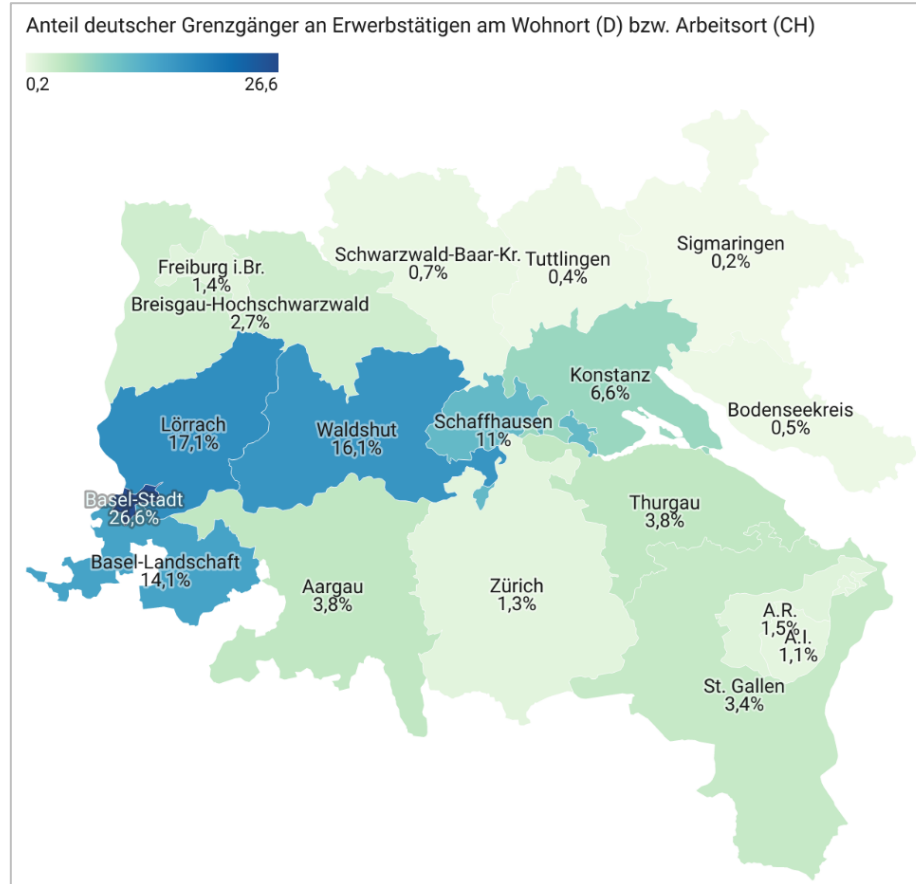 Anteil deutscher Grenzgänger an Erwerbstätigen am Wohnort (D) bzw. Arbeitsort (CH)
0,2
26,6
Schwarzwald-Baar-Kr.
0,7%
Tuttlingen
0,4%
Sigmaringen
0,2%
Freiburg i.Br.
1,4%
Breisgau-Hochschwarzwald
2,7%
Konstanz
6,6%
Bodenseekreis
0,5%
Lörrach
17,1%
Waldshut
16,1%
Schaffhausen
11%
Basel-Stadt
26,6%
Thurgau
3,8%
Basel-Landschaft
14,1%
Aargau
3,8%
Zürich
1,3%
A.R.
1,5%
A.I.
1,1%
St. Gallen
3,4%